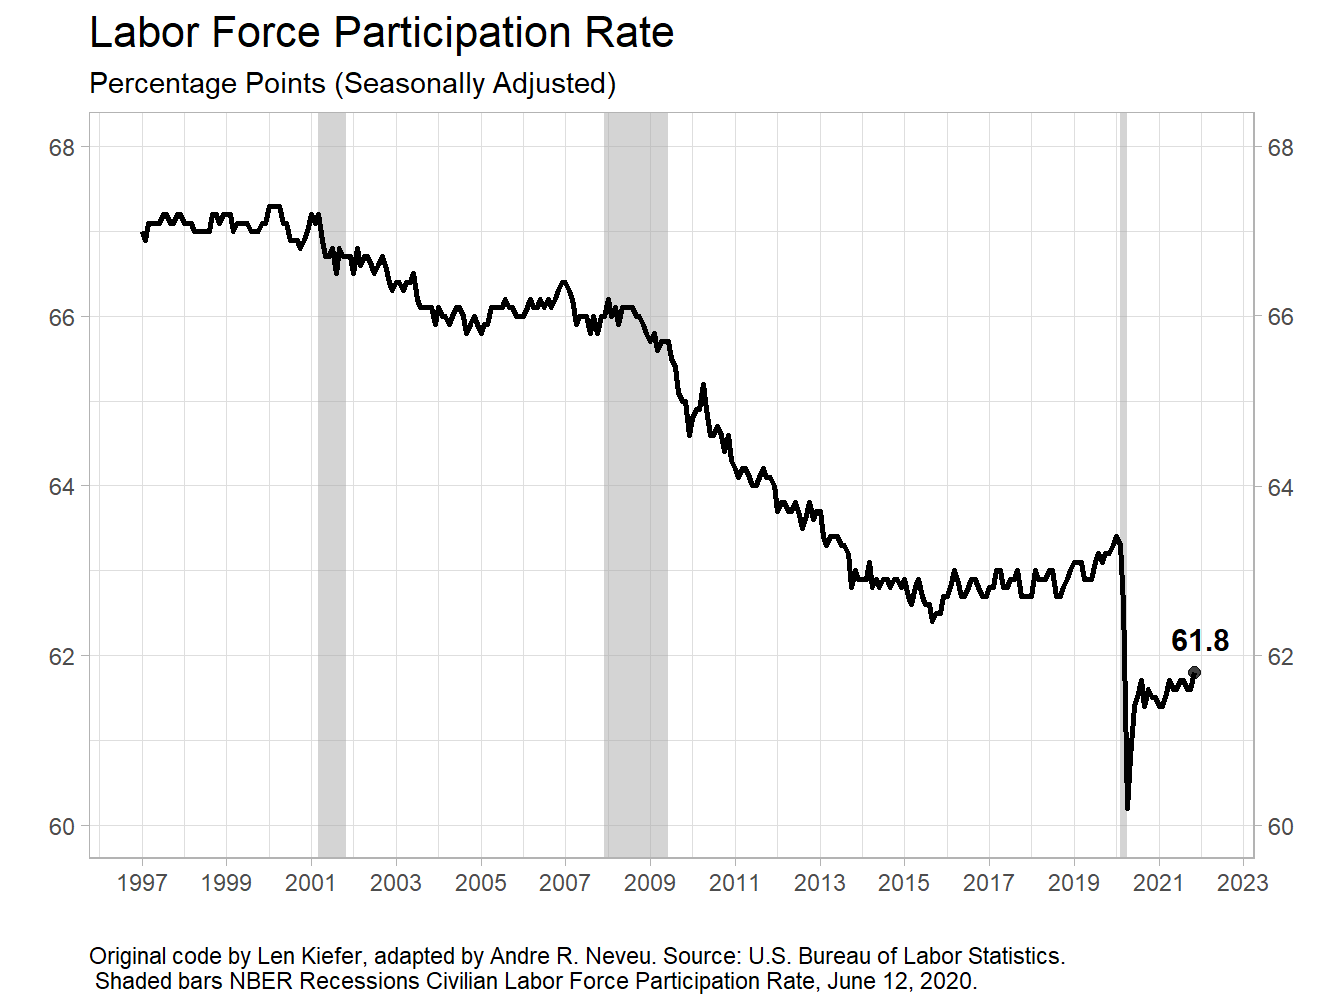 Labor Force Participation Rate
Percentage Points (Seasonally Adjusted)
68 68
66 66
64 64
61.8
62 62
60 60
1997 1999 2001 2003 2005 2007 2009 2011 2013 2015 2017 2019 2021 2023
Original code by Len Kiefer, adapted by Andre R. Neveu. Source: U.S. Bureau of Labor Statistics.
Shaded bars NBER Recessions Civilian Labor Force Participation Rate, June 12, 2020.